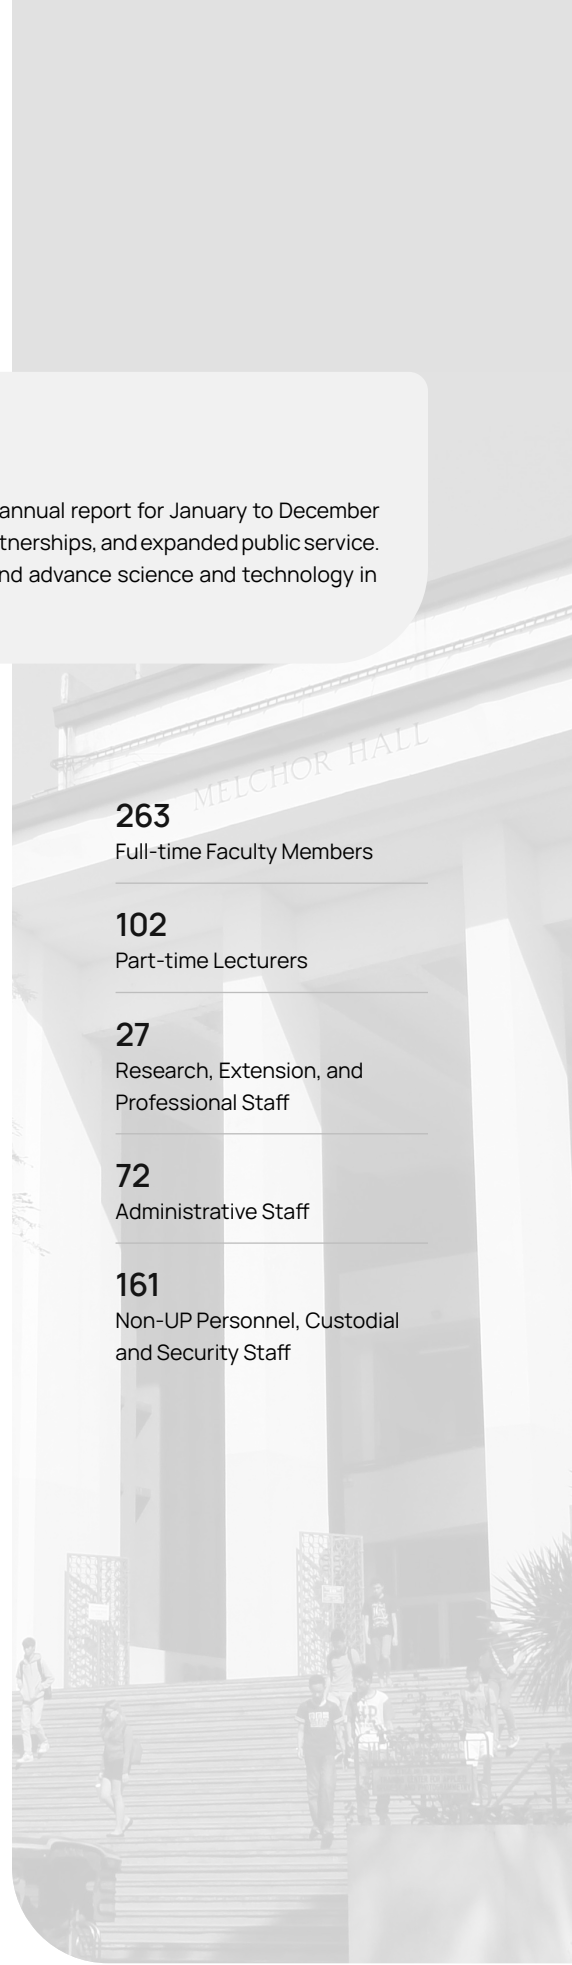 annual report for January to December
tnerships, and expanded public service.
nd advance science and technology in
MELCHOR HALL
263
Full-time Faculty Members
102
Part-time Lecturers
27
Research, Extension, and
Professional Staff
72
Administrative Staff
161
Non-UP Personnel, Custodial
and Security Staff